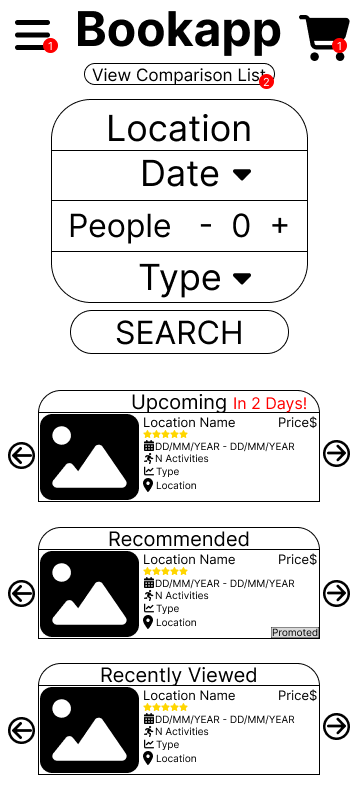 Bookapp
1
1
View Comparison List
2
Location
Date
People - 0 +
Type
SEARCH
Upcoming In 2 Days!
Location Name Price$
DD/MM/YEAR - DD/MM/YEAR
N Activities
Type
Location
Recommended
Location Name Price$
DD/MM/YEAR - DD/MM/YEAR
N Activities
Type
Location
Promoted
Recently Viewed
Location Name Price$
DD/MM/YEAR - DD/MM/YEAR
N Activities
Type
Location